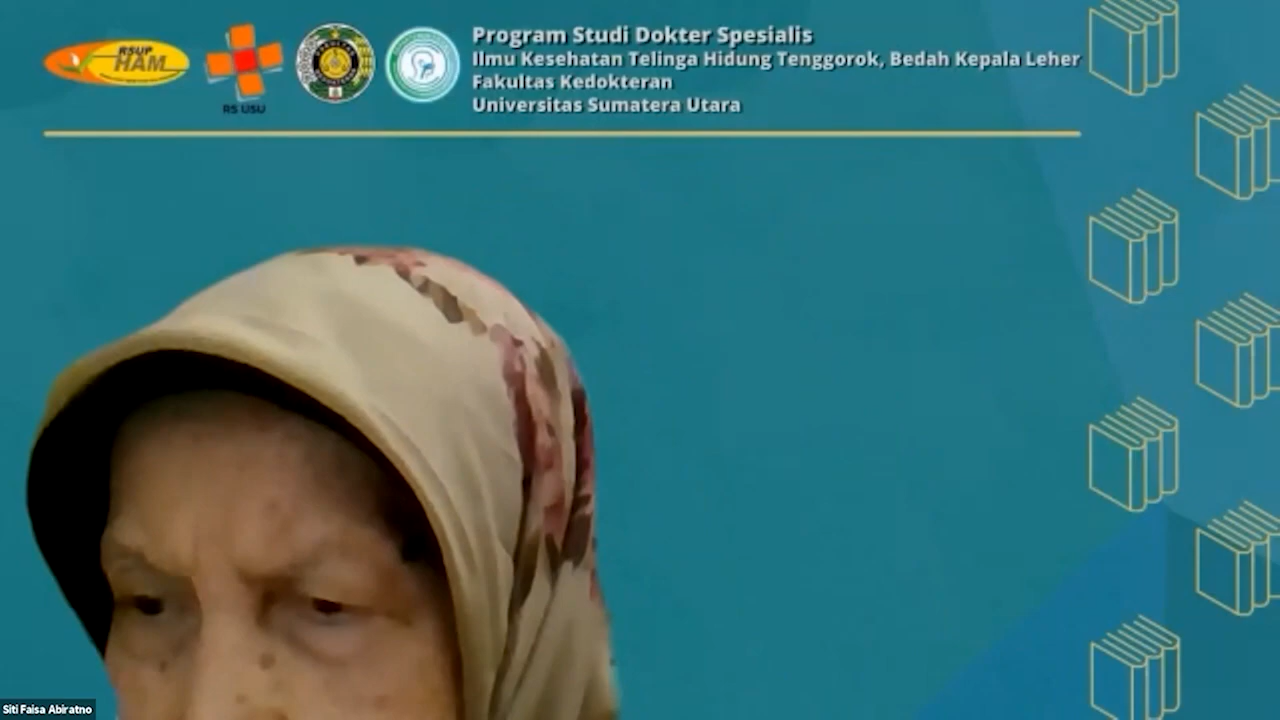 RSUP
HAM
RS USU
Program Studi Dokter Spesialis
Ilmu Kesehatan Telinga Hidung Tenggorok, Bedah Kepala Leher
Fakultas Kedokteran
Universitas Sumatera Utara
Siti Faisa Abiratno